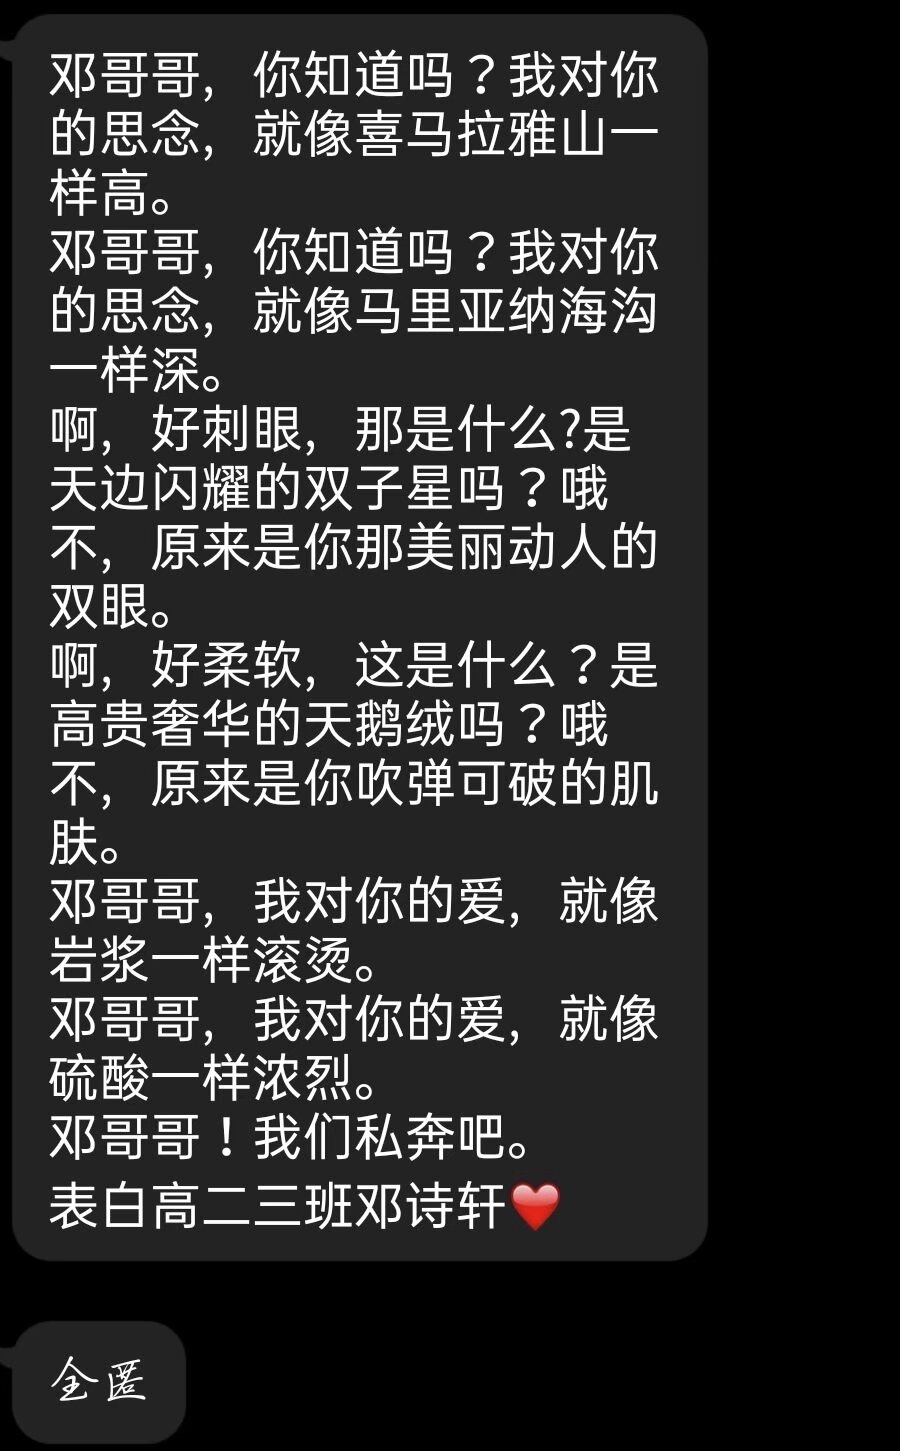 邓哥哥，你知道吗？我对你
的思念，就像喜马拉雅山一
样高。
邓哥哥，你知道吗？我对你
的思念，就像马里亚纳海沟
一样深。
啊，好刺眼，那是什么?是
天边闪耀的双子星吗？哦
不，原来是你那美丽动人的
双眼。
啊，好柔软，这是什么？是
高贵奢华的天鹅绒吗？哦
不，原来是你吹弹可破的肌
肤。
邓哥哥，我对你的爱，就像
岩浆一样滚烫。
邓哥哥，我对你的爱，就像
硫酸一样浓烈。
邓哥哥！我们私奔吧。
表白高二三班邓诗轩❤️
全匿